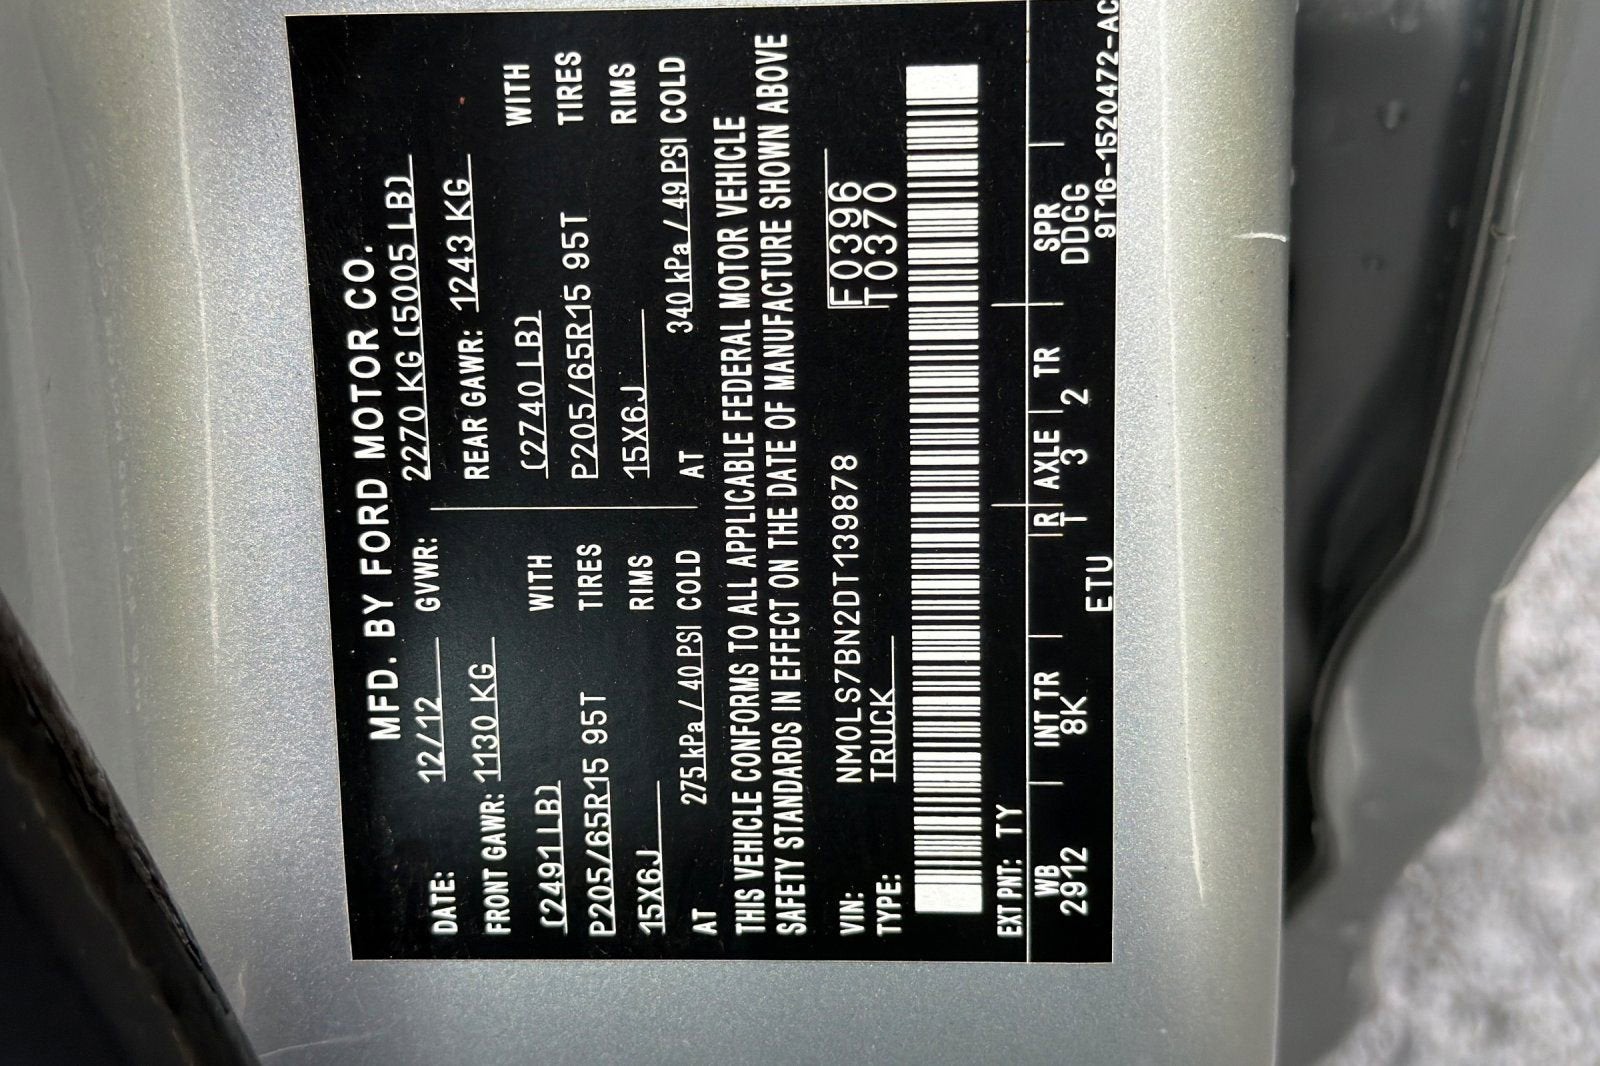 MFD. BY FORD MOTOR CO.
DATE: 12/12 GVWR: 2270 KG (5005 LB)
FRONT GAWR: 1130 KG REAR GAWR: 1243 KG
(2491LB) WITH (2740 LB) WITH
P205/65R15 95T TIRES P205/65R15 95T TIRES
15X6J RIMS 15X6J RIMS
AT 275 kPa / 40 PSI COLD AT 340 kPa / 49 PSI COLD
THIS VEHICLE CONFORMS TO ALL APPLICABLE FEDERAL MOTOR VEHICLE
SAFETY STANDARDS IN EFFECT ON THE DATE OF MANUFACTURE SHOWN ABOVE
VIN: NM0LS7BN2DT139878 F0396
TYPE: TRUCK T0370
EXT PNT: TY
WB INT TR R AXLE TR SPR
2912 8K T 3 2 DDGG
ETU 9T16-1520472-AC